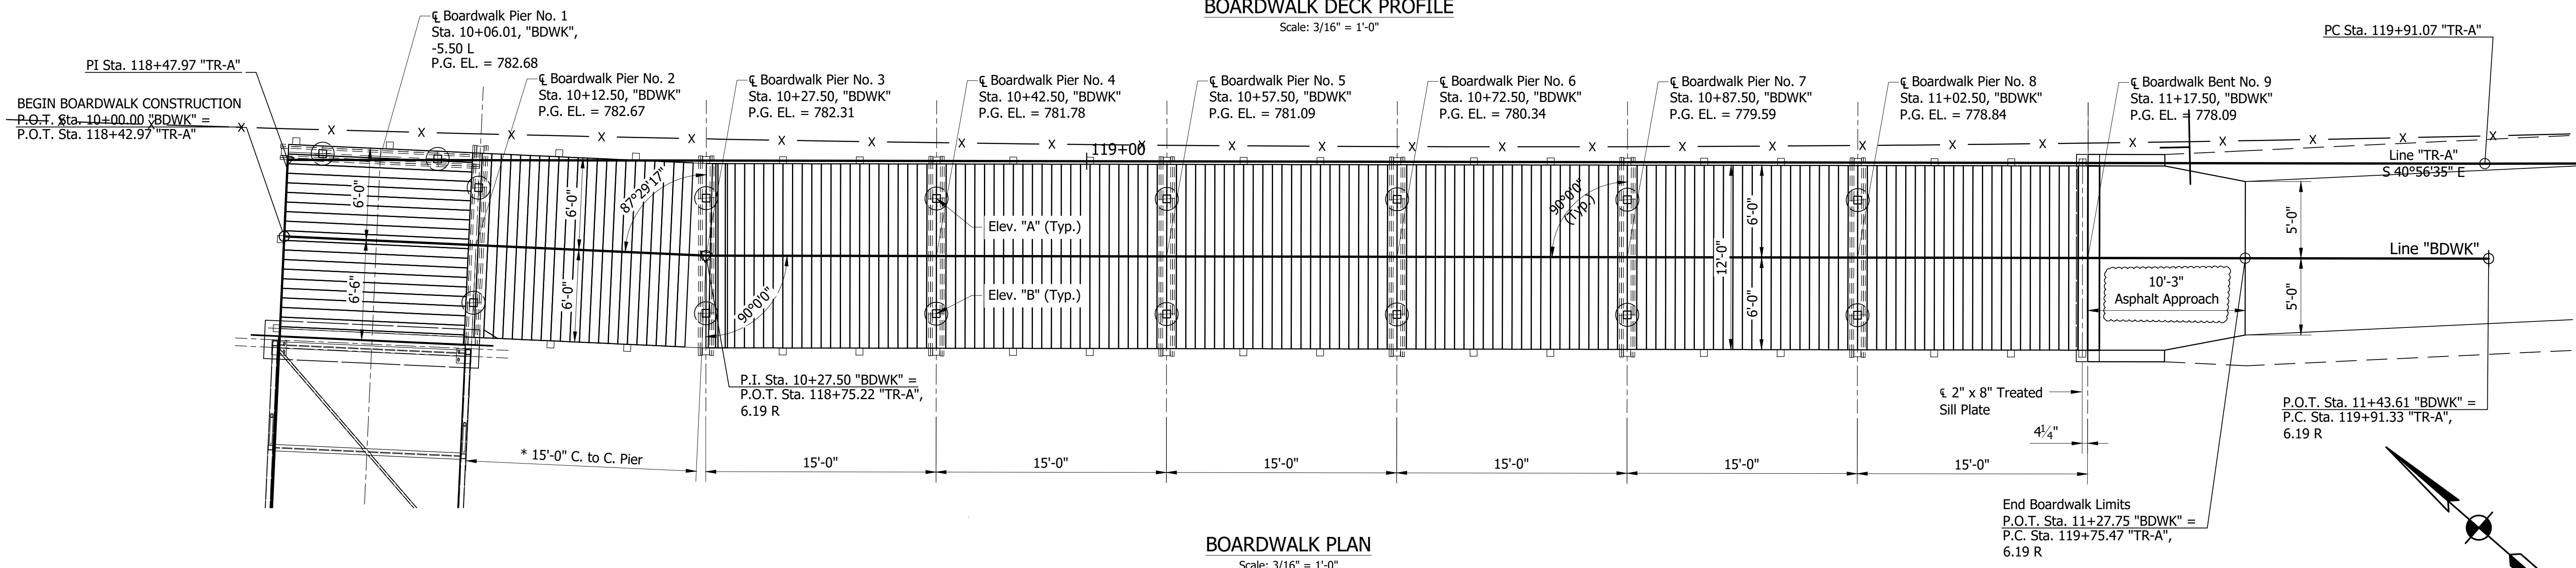 BOARDWALK DECK PROFILE
Scale: 3/16" = 1'-0"
℄ Boardwalk Pier No. 1
Sta. 10+06.01, "BDWK",
-5.50 L
P.G. EL. = 782.68
PI Sta. 118+47.97 "TR-A"
BEGIN BOARDWALK CONSTRUCTION
P.O.T. Sta. 10+00.00 "BDWK" =
P.O.T. Sta. 118+42.97 "TR-A"
℄ Boardwalk Pier No. 2
Sta. 10+12.50, "BDWK"
P.G. EL. = 782.67
℄ Boardwalk Pier No. 3
Sta. 10+27.50, "BDWK"
P.G. EL. = 782.31
℄ Boardwalk Pier No. 4
Sta. 10+42.50, "BDWK"
P.G. EL. = 781.78
℄ Boardwalk Pier No. 5
Sta. 10+57.50, "BDWK"
P.G. EL. = 781.09
℄ Boardwalk Pier No. 6
Sta. 10+72.50, "BDWK"
P.G. EL. = 780.34
℄ Boardwalk Pier No. 7
Sta. 10+87.50, "BDWK"
P.G. EL. = 779.59
℄ Boardwalk Pier No. 8
Sta. 11+02.50, "BDWK"
P.G. EL. = 778.84
℄ Boardwalk Bent No. 9
Sta. 11+17.50, "BDWK"
P.G. EL. = 778.09
PC Sta. 119+91.07 "TR-A"
X X X X X X X X X X X X X X X X X X X X X X X X X X X
119+00
Line "TR-A"
S 40°56'35" E
6'-0"
6'-6"
6'-0"
6'-0"
87°29'17"
90°0'0"
Elev. "A" (Typ.)
Elev. "B" (Typ.)
90°0'0"
(Typ.)
12'-0"
6'-0"
6'-0"
5'-0"
5'-0"
Line "BDWK"
10'-3"
Asphalt Approach
P.I. Sta. 10+27.50 "BDWK" =
P.O.T. Sta. 118+75.22 "TR-A",
6.19 R
℄ 2" x 8" Treated
Sill Plate
4¼"
P.O.T. Sta. 11+43.61 "BDWK" =
P.C. Sta. 119+91.33 "TR-A",
6.19 R
* 15'-0" C. to C. Pier
15'-0"
15'-0"
15'-0"
15'-0"
15'-0"
15'-0"
End Boardwalk Limits
P.O.T. Sta. 11+27.75 "BDWK" =
P.C. Sta. 119+75.47 "TR-A",
6.19 R
BOARDWALK PLAN
Scale: 3/16" = 1'-0"